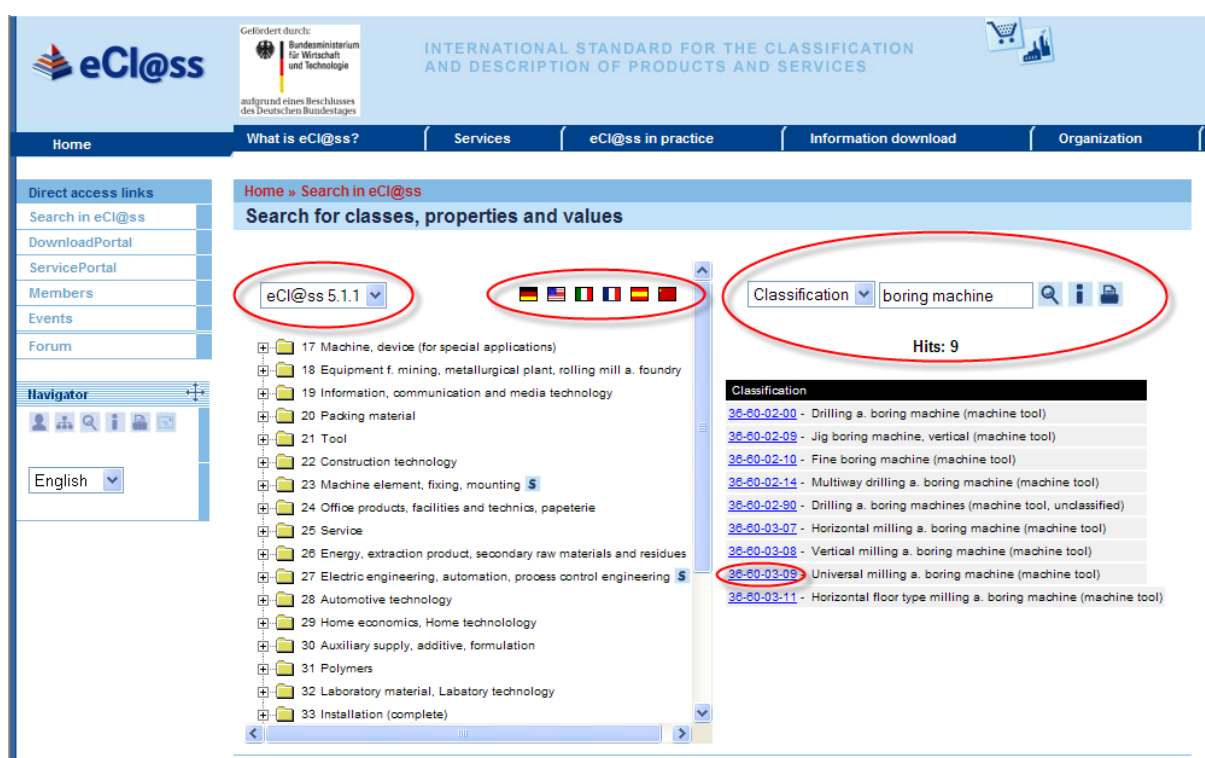 eCl@ss
Gefördert durch:
Bundesministerium
für Wirtschaft
und Technologie
aufgrund eines Beschlusses
des Deutschen Bundestages
INTERNATIONAL STANDARD FOR THE CLASSIFICATION
AND DESCRIPTION OF PRODUCTS AND SERVICES
Home
What is eCl@ss?
Services
eCl@ss in practice
Information download
Organization
Direct access links
Search in eCl@ss
DownloadPortal
ServicePortal
Members
Events
Forum
Navigator
English
Home » Search in eCl@ss
Search for classes, properties and values
eCl@ss 5.1.1
17 Machine, device (for special applications)
18 Equipment f. mining, metallurgical plant, rolling mill a. foundry
19 Information, communication and media technology
20 Packing material
21 Tool
22 Construction technology
23 Machine element, fixing, mounting S
24 Office products, facilities and technics, papeterie
25 Service
26 Energy, extraction product, secondary raw materials and residues
27 Electric engineering, automation, process control engineering S
28 Automotive technology
29 Home economics, Home technolology
30 Auxiliary supply, additive, formulation
31 Polymers
32 Laboratory material, Labatory technology
33 Installation (complete)
Classification boring machine
Hits: 9
Classification
36-60-02-00 - Drilling a. boring machine (machine tool)
36-60-02-09 - Jig boring machine, vertical (machine tool)
36-60-02-10 - Fine boring machine (machine tool)
36-60-02-14 - Multiway drilling a. boring machine (machine tool)
36-60-02-90 - Drilling a. boring machines (machine tool, unclassified)
36-60-03-07 - Horizontal milling a. boring machine (machine tool)
36-60-03-08 - Vertical milling a. boring machine (machine tool)
36-60-03-09 - Universal milling a. boring machine (machine tool)
36-60-03-11 - Horizontal floor type milling a. boring machine (machine tool)